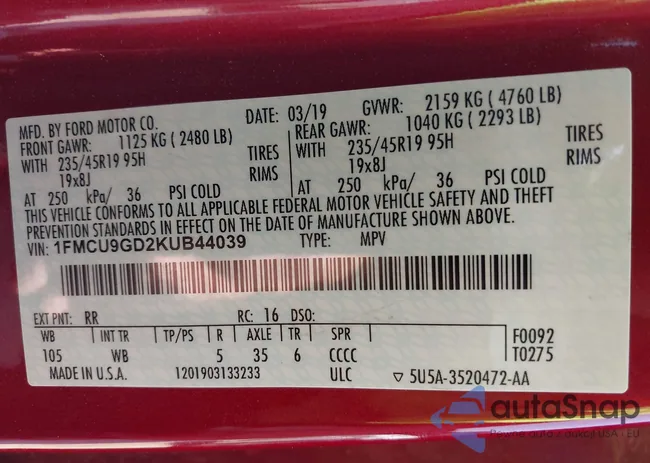 MFD. BY FORD MOTOR CO.
DATE: 03/19 GVWR: 2159 KG ( 4760 LB)
FRONT GAWR: 1125 KG ( 2480 LB)
REAR GAWR: 1040 KG ( 2293 LB)
WITH 235/45R19 95H TIRES
WITH 235/45R19 95H TIRES
19x8J RIMS
19x8J RIMS
AT 250 kPa/ 36 PSI COLD
AT 250 kPa/ 36 PSI COLD
THIS VEHICLE CONFORMS TO ALL APPLICABLE FEDERAL MOTOR VEHICLE SAFETY AND THEFT
PREVENTION STANDARDS IN EFFECT ON THE DATE OF MANUFACTURE SHOWN ABOVE.
VIN: 1FMCU9GD2KUB44039 TYPE: MPV
EXT PNT: RR RC: 16 DSO:
WB INT TR TP/PS R AXLE TR SPR F0092
105 WB 5 35 6 CCCC T0275
MADE IN U.S.A. 1201903133233 ULC ▽ 5U5A-3520472-AA
autaSnap